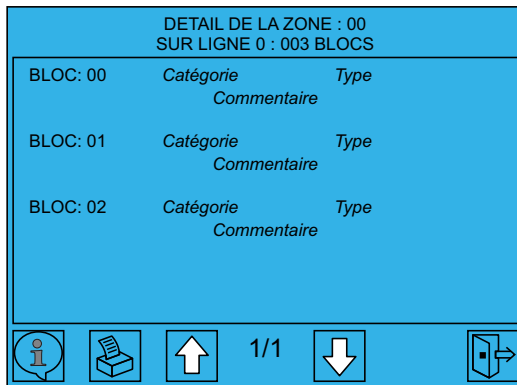 DETAIL DE LA ZONE : 00
SUR LIGNE 0 : 003 BLOCS
BLOC: 00 Catégorie Type
Commentaire
BLOC: 01 Catégorie Type
Commentaire
BLOC: 02 Catégorie Type
Commentaire
1/1